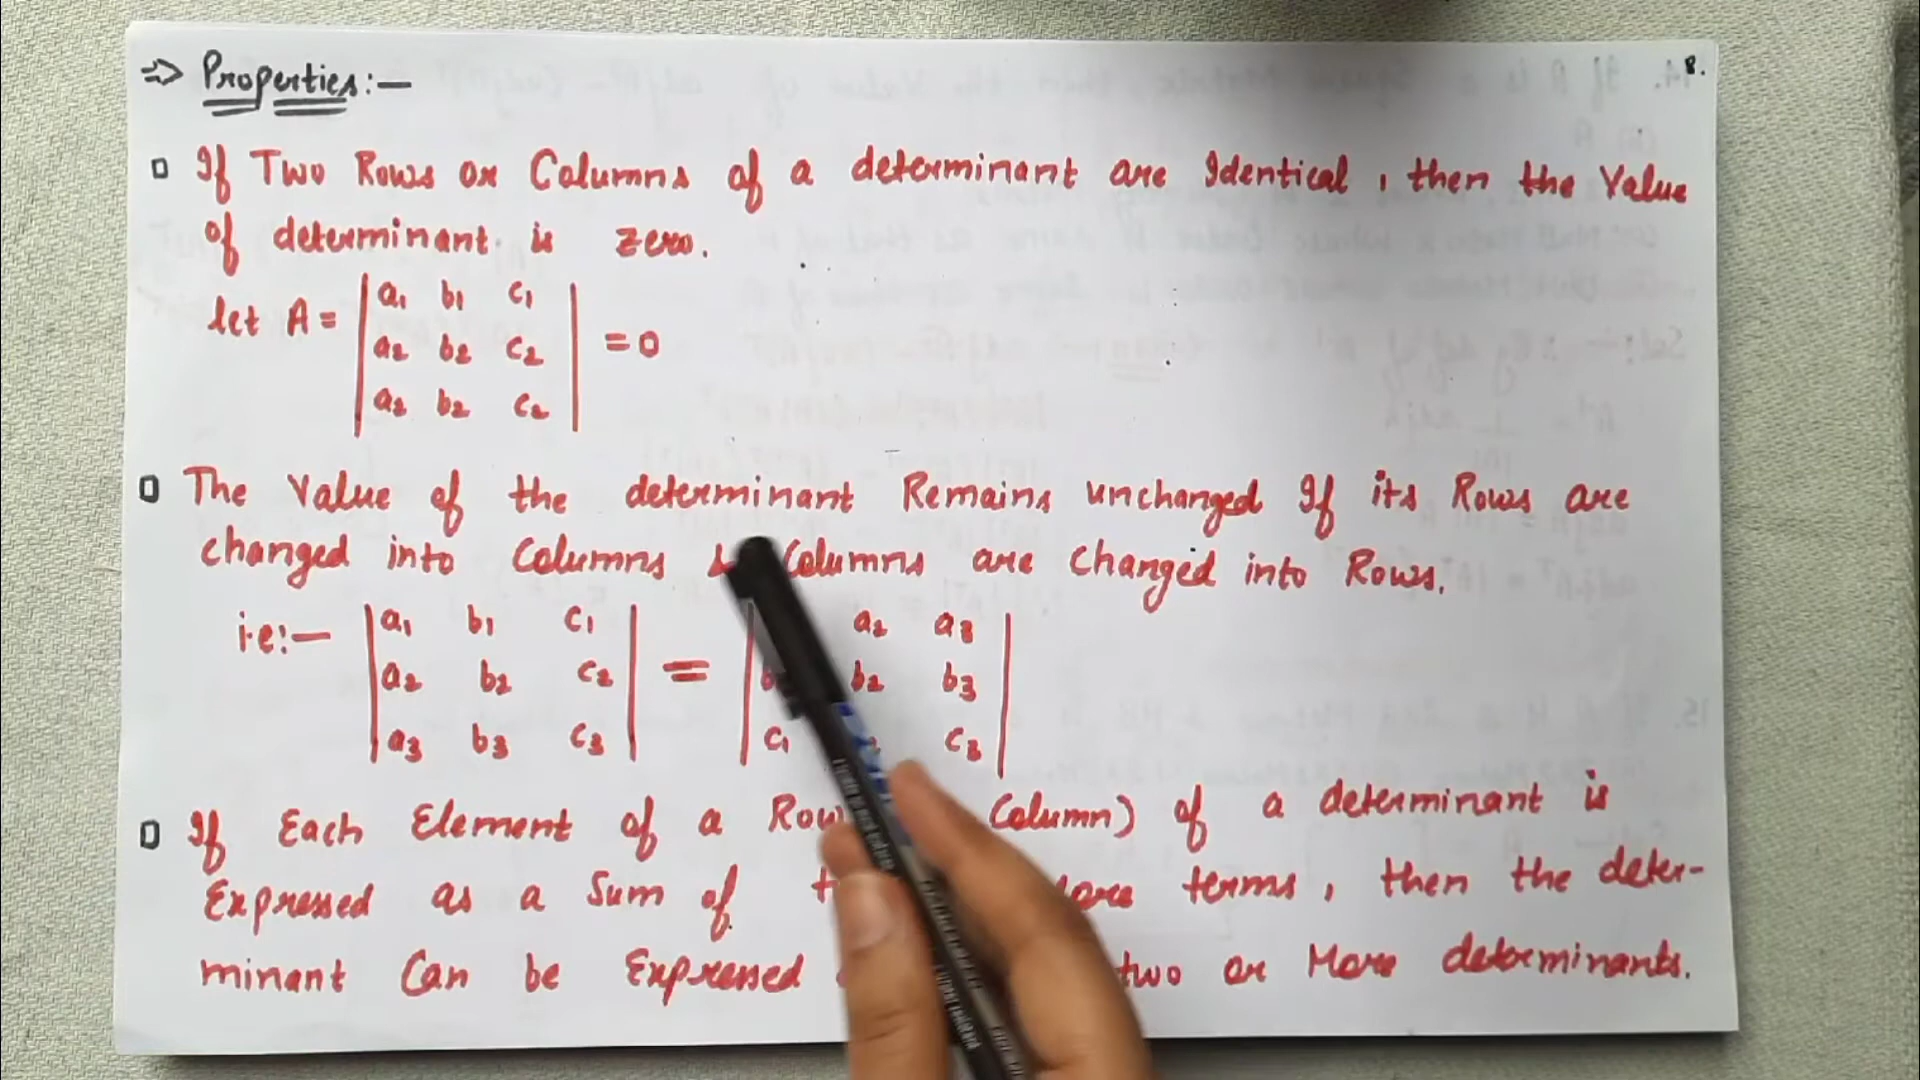 8.
⇒ Properties:—
▫ If Two Rows or Columns of a determinant are Identical, then the Value
of determinant is zero.
let A = | a₁ b₁ c₁ |
| a₂ b₂ c₂ | = 0
| a₂ b₂ c₂ |
▫ The Value of the determinant Remains unchanged If its Rows are
changed into Columns & Columns are changed into Rows.
i.e:— | a₁ b₁ c₁ | | a₂ a₃ |
| a₂ b₂ c₂ | = | b₂ b₃ |
| a₃ b₃ c₃ | | c₁ c₃ |
▫ If Each Element of a Row Column) of a determinant is
Expressed as a Sum of terms, then the deter-
minant Can be Expressed two or More determinants.